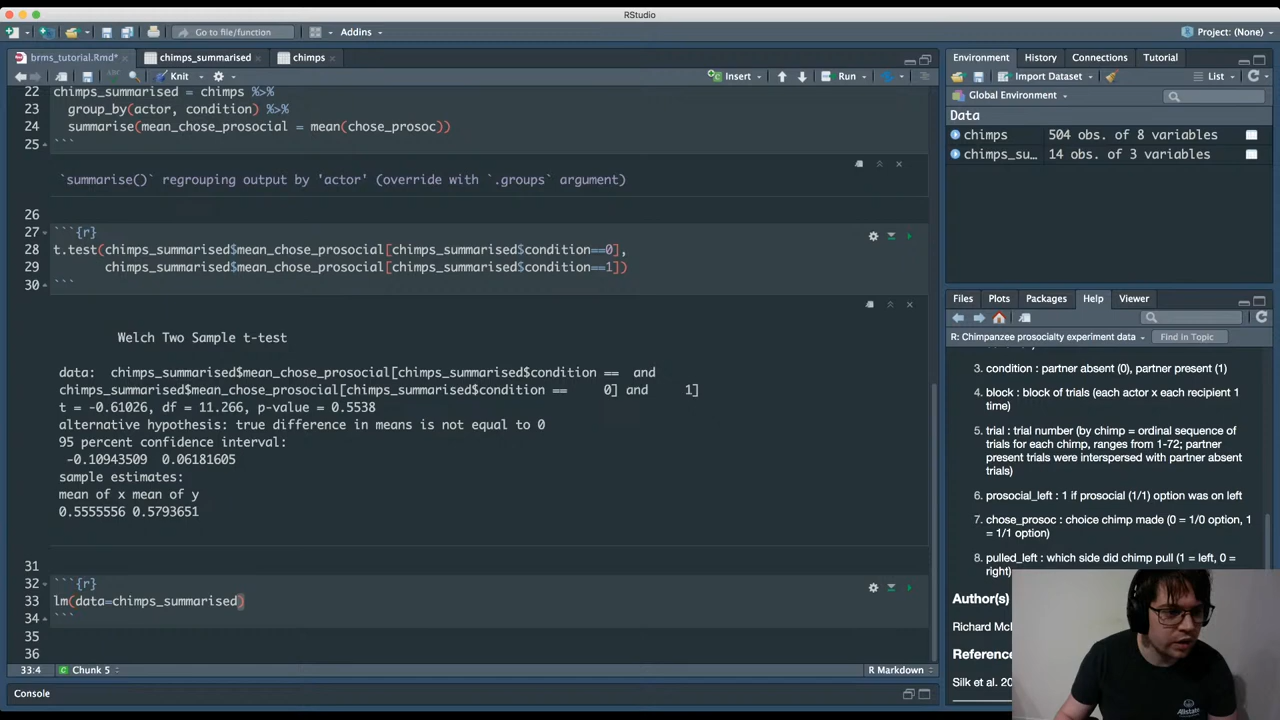 RStudio
Go to file/function
Addins
Project: (None)
brms_tutorial.Rmd*
chimps_summarised
chimps
Knit
Insert
Run
22 chimps_summarised = chimps %>%
23 group_by(actor, condition) %>%
24 summarise(mean_chose_prosocial = mean(chose_prosoc))
25 ```
`summarise()` regrouping output by 'actor' (override with `.groups` argument)
26
27 ```{r}
28 t.test(chimps_summarised$mean_chose_prosocial[chimps_summarised$condition==0],
29 chimps_summarised$mean_chose_prosocial[chimps_summarised$condition==1])
30 ```
Welch Two Sample t-test
data: chimps_summarised$mean_chose_prosocial[chimps_summarised$condition == and
chimps_summarised$mean_chose_prosocial[chimps_summarised$condition == 0] and 1]
t = -0.61026, df = 11.266, p-value = 0.5538
alternative hypothesis: true difference in means is not equal to 0
95 percent confidence interval:
-0.10943509 0.06181605
sample estimates:
mean of x mean of y
0.5555556 0.5793651
31
32 ```{r}
33 lm(data=chimps_summarised)
34 ```
35
36
33:4
Chunk 5
R Markdown
Console
Environment
History
Connections
Tutorial
Import Dataset
List
Global Environment
Data
chimps 504 obs. of 8 variables
chimps_su… 14 obs. of 3 variables
Files
Plots
Packages
Help
Viewer
R: Chimpanzee prosocialty experiment data
Find in Topic
3. condition : partner absent (0), partner present (1)
4. block : block of trials (each actor x each recipient 1
time)
5. trial : trial number (by chimp = ordinal sequence of
trials for each chimp, ranges from 1-72; partner
present trials were interspersed with partner absent
trials)
6. prosocial_left : 1 if prosocial (1/1) option was on left
7. chose_prosoc : choice chimp made (0 = 1/0 option, 1
= 1/1 option)
8. pulled_left : which side did chimp pull (1 = left, 0 =
right)
Author(s)
Richard
Silk et al.
Allstate